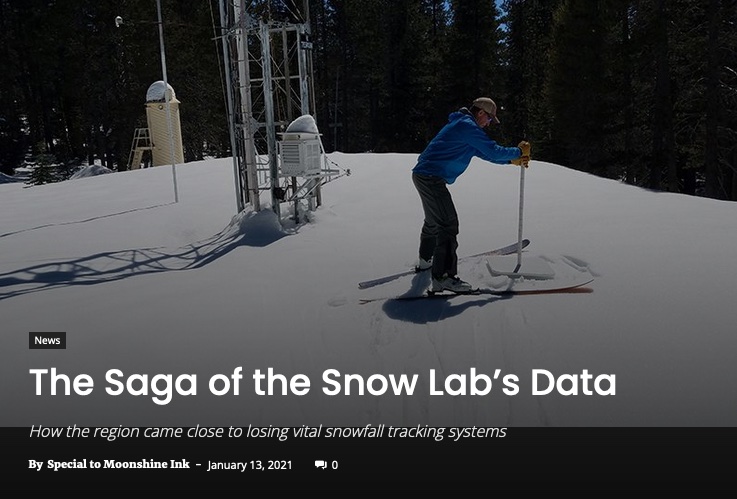 News
The Saga of the Snow Lab's Data
How the region came close to losing vital snowfall tracking systems
By Special to Moonshine Ink - January 13, 2021 0